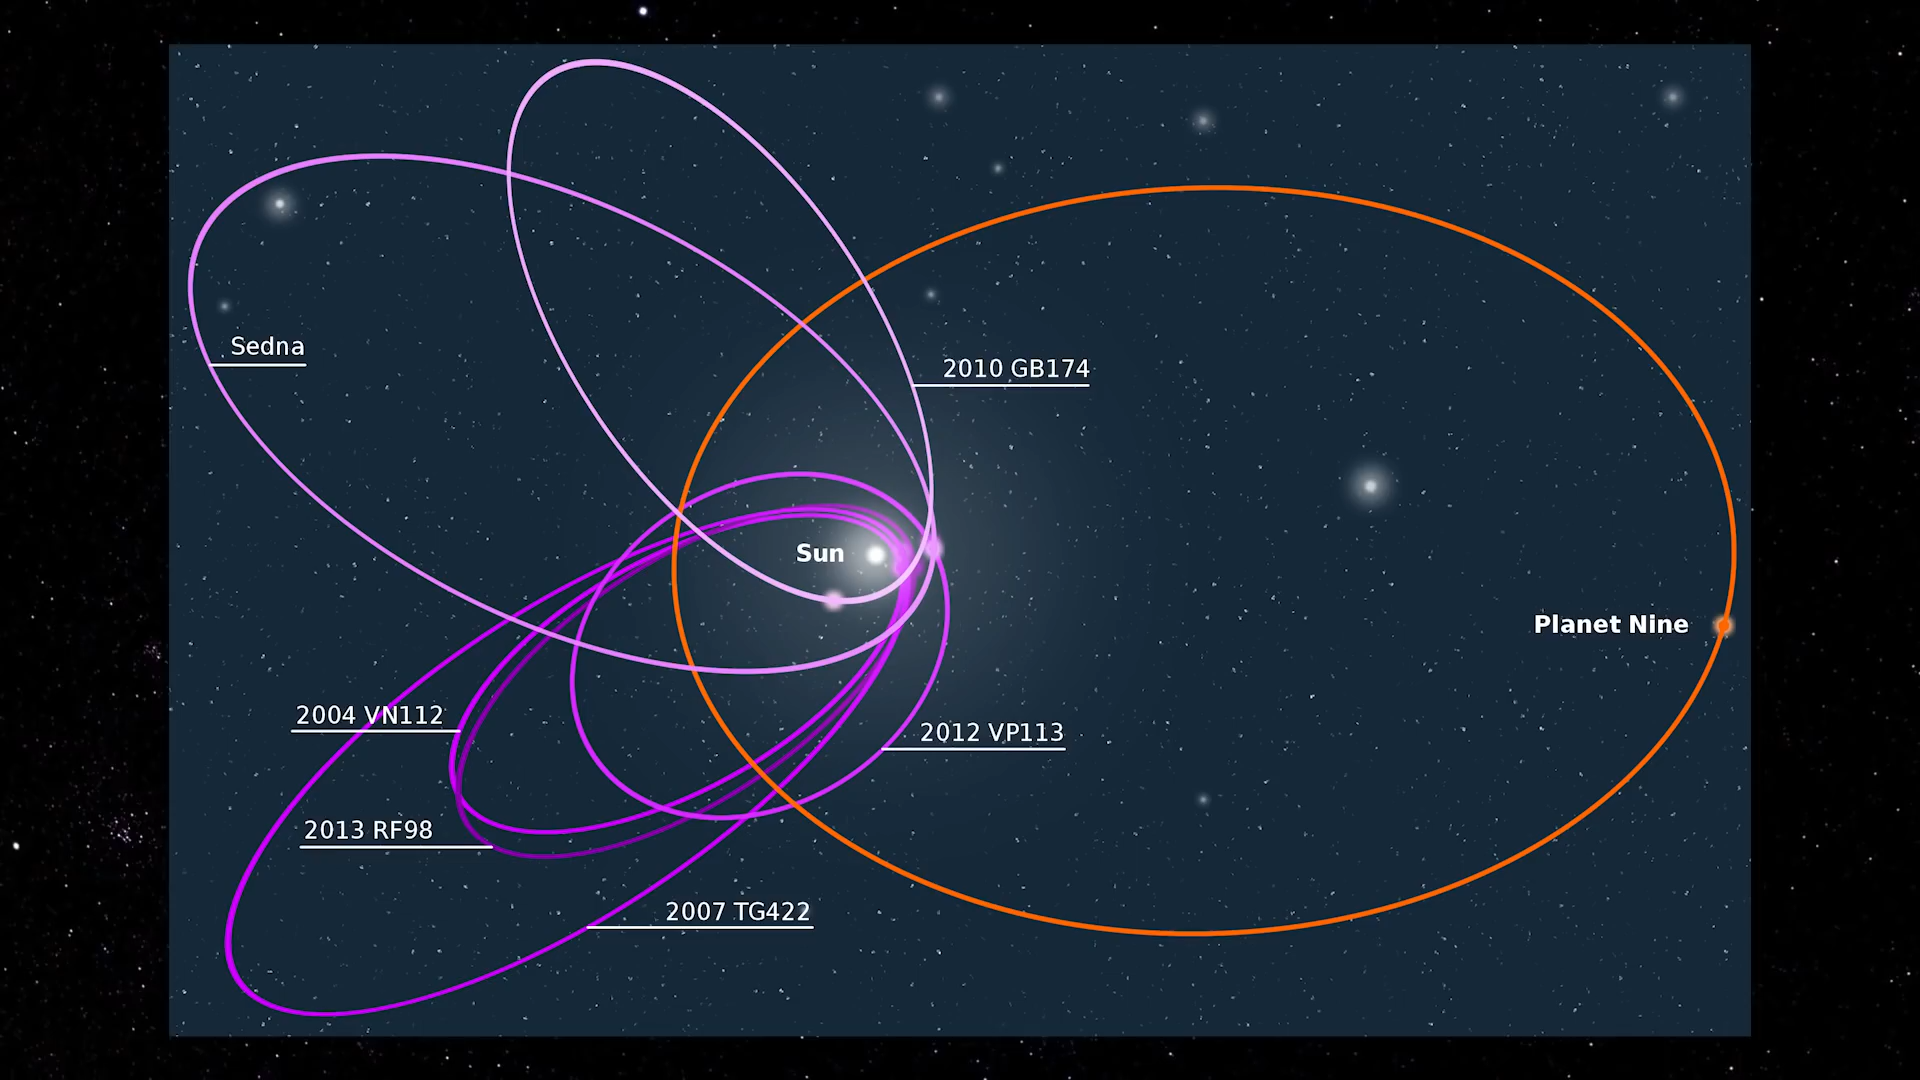 Sedna
2010 GB174
Sun
Planet Nine
2004 VN112
2012 VP113
2013 RF98
2007 TG422